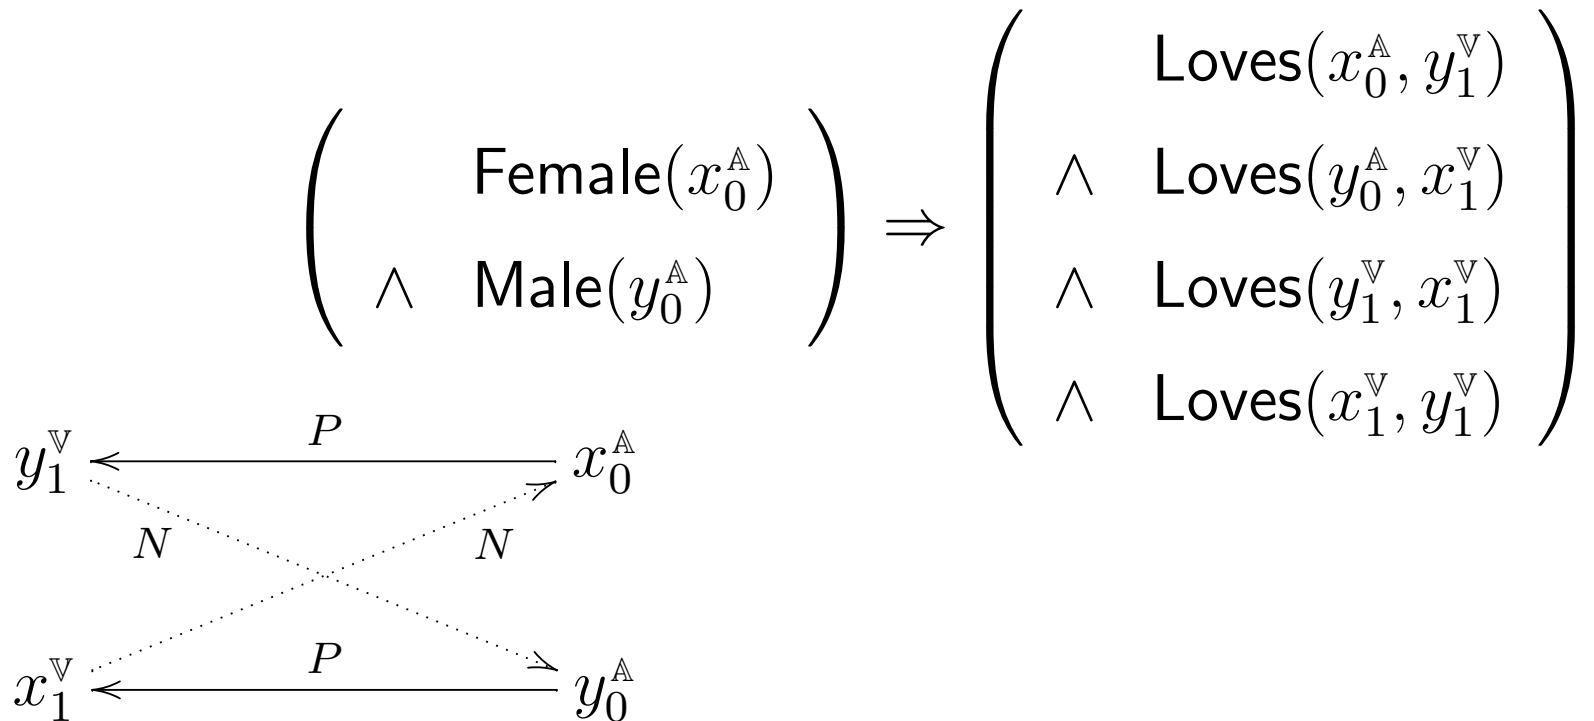 Loves(x₀^𝔸, y₁^𝕍)
Female(x₀^𝔸)
∧ Loves(y₀^𝔸, x₁^𝕍)
⇒
∧ Male(y₀^𝔸)
∧ Loves(y₁^𝕍, x₁^𝕍)
∧ Loves(x₁^𝕍, y₁^𝕍)
P
y₁^𝕍 x₀^𝔸
N N
P
x₁^𝕍 y₀^𝔸